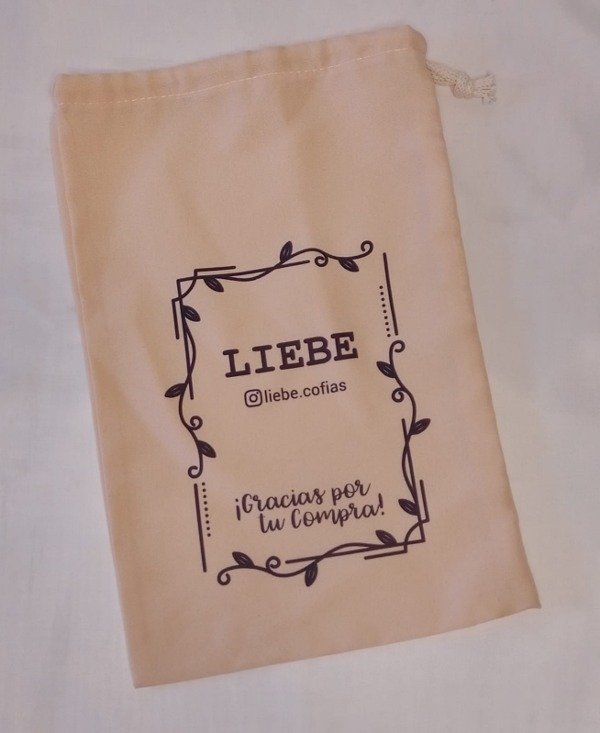 LIEBE
liebe.cofias
¡Gracias por
tu Compra!